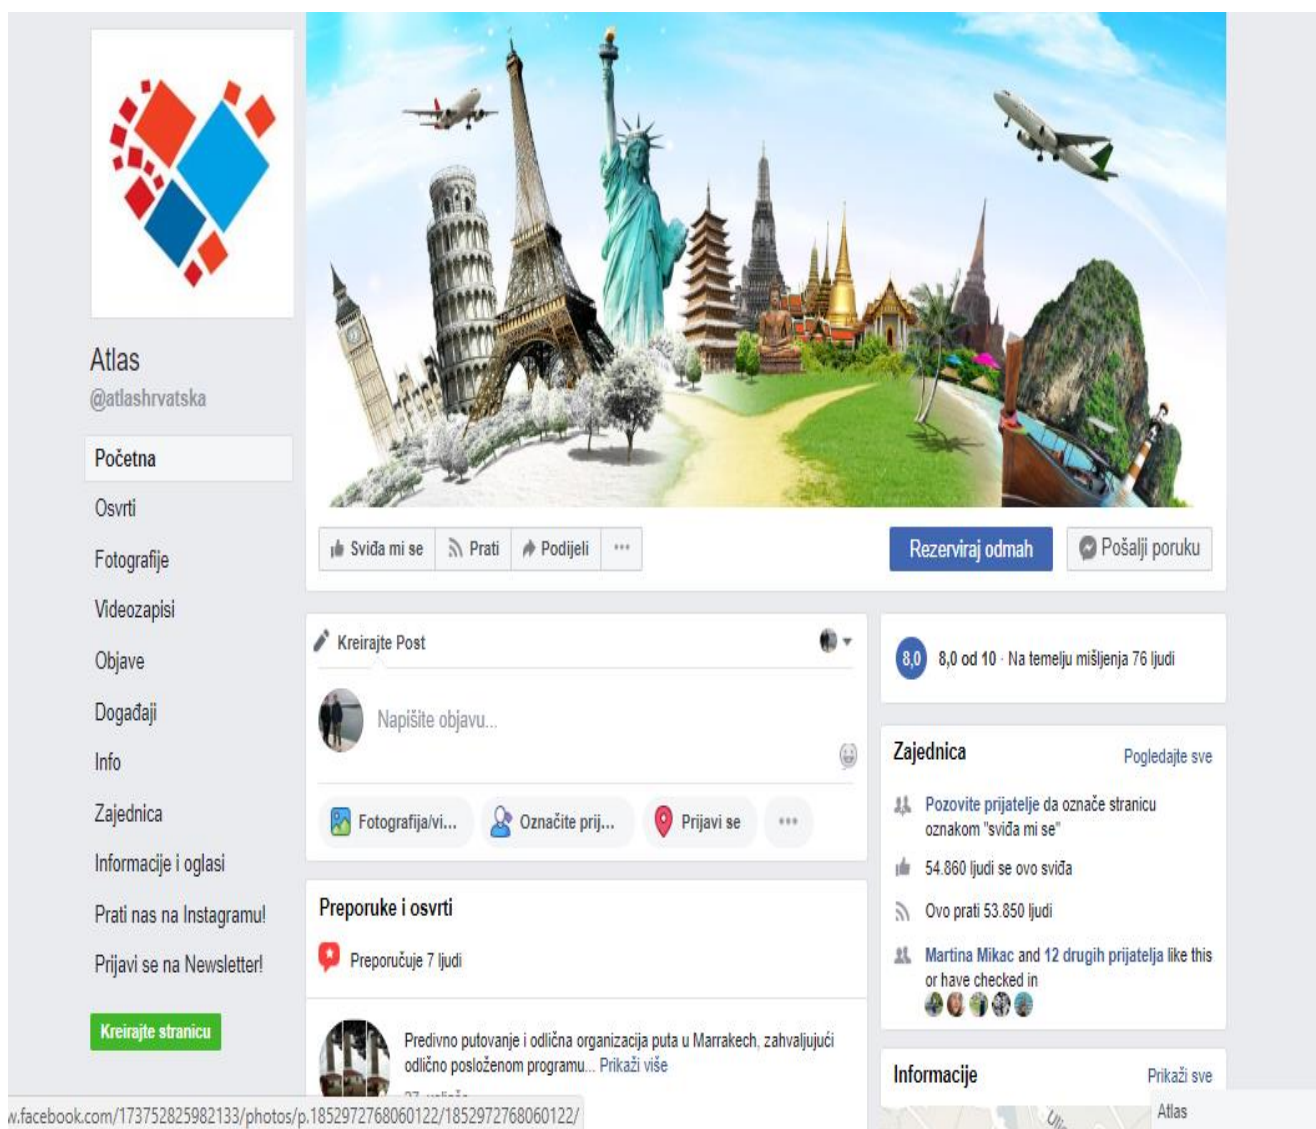 Atlas
@atlashrvatska
Početna
Osvrti
Fotografije
Videozapisi
Objave
Događaji
Info
Zajednica
Informacije i oglasi
Prati nas na Instagramu!
Prijavi se na Newsletter!
Kreirajte stranicu
Sviđa mi se
Prati
Podijeli
Rezerviraj odmah
Pošalji poruku
Kreirajte Post
Napišite objavu...
Fotografija/vi...
Označite prij...
Prijavi se
Preporuke i osvrti
Preporučuje 7 ljudi
Predivno putovanje i odlična organizacija puta u Marrakech, zahvaljujući
odlično posloženom programu... Prikaži više
8,0
8,0 od 10 · Na temelju mišljenja 76 ljudi
Zajednica
Pogledajte sve
Pozovite prijatelje da označe stranicu
oznakom "sviđa mi se"
54.860 ljudi se ovo sviđa
Ovo prati 53.850 ljudi
Martina Mikac and 12 drugih prijatelja like this
or have checked in
Informacije
Prikaži sve
Atlas
w.facebook.com/173752825982133/photos/p.1852972768060122/1852972768060122/